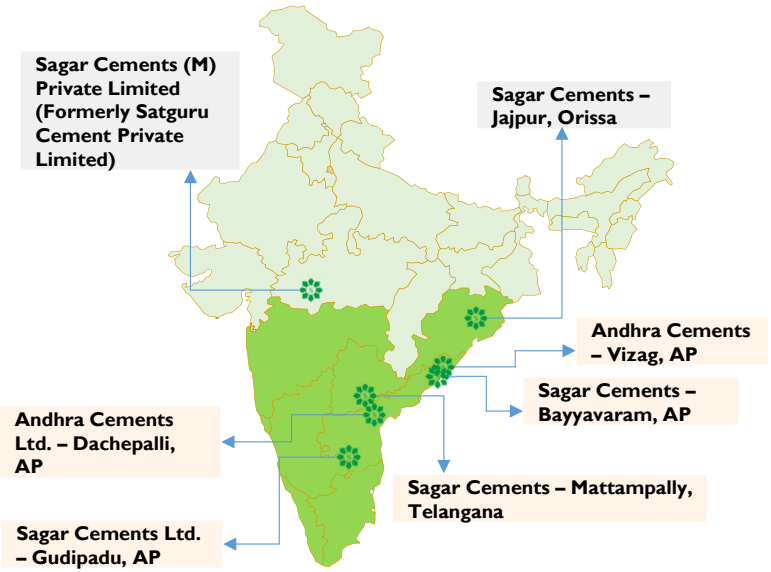 Sagar Cements (M)
Private Limited
(Formerly Satguru
Cement Private
Limited)
Sagar Cements –
Jajpur, Orissa
Andhra Cements
– Vizag, AP
Sagar Cements –
Bayyavaram, AP
Andhra Cements
Ltd. – Dachepalli,
AP
Sagar Cements – Mattampally,
Telangana
Sagar Cements Ltd.
– Gudipadu, AP